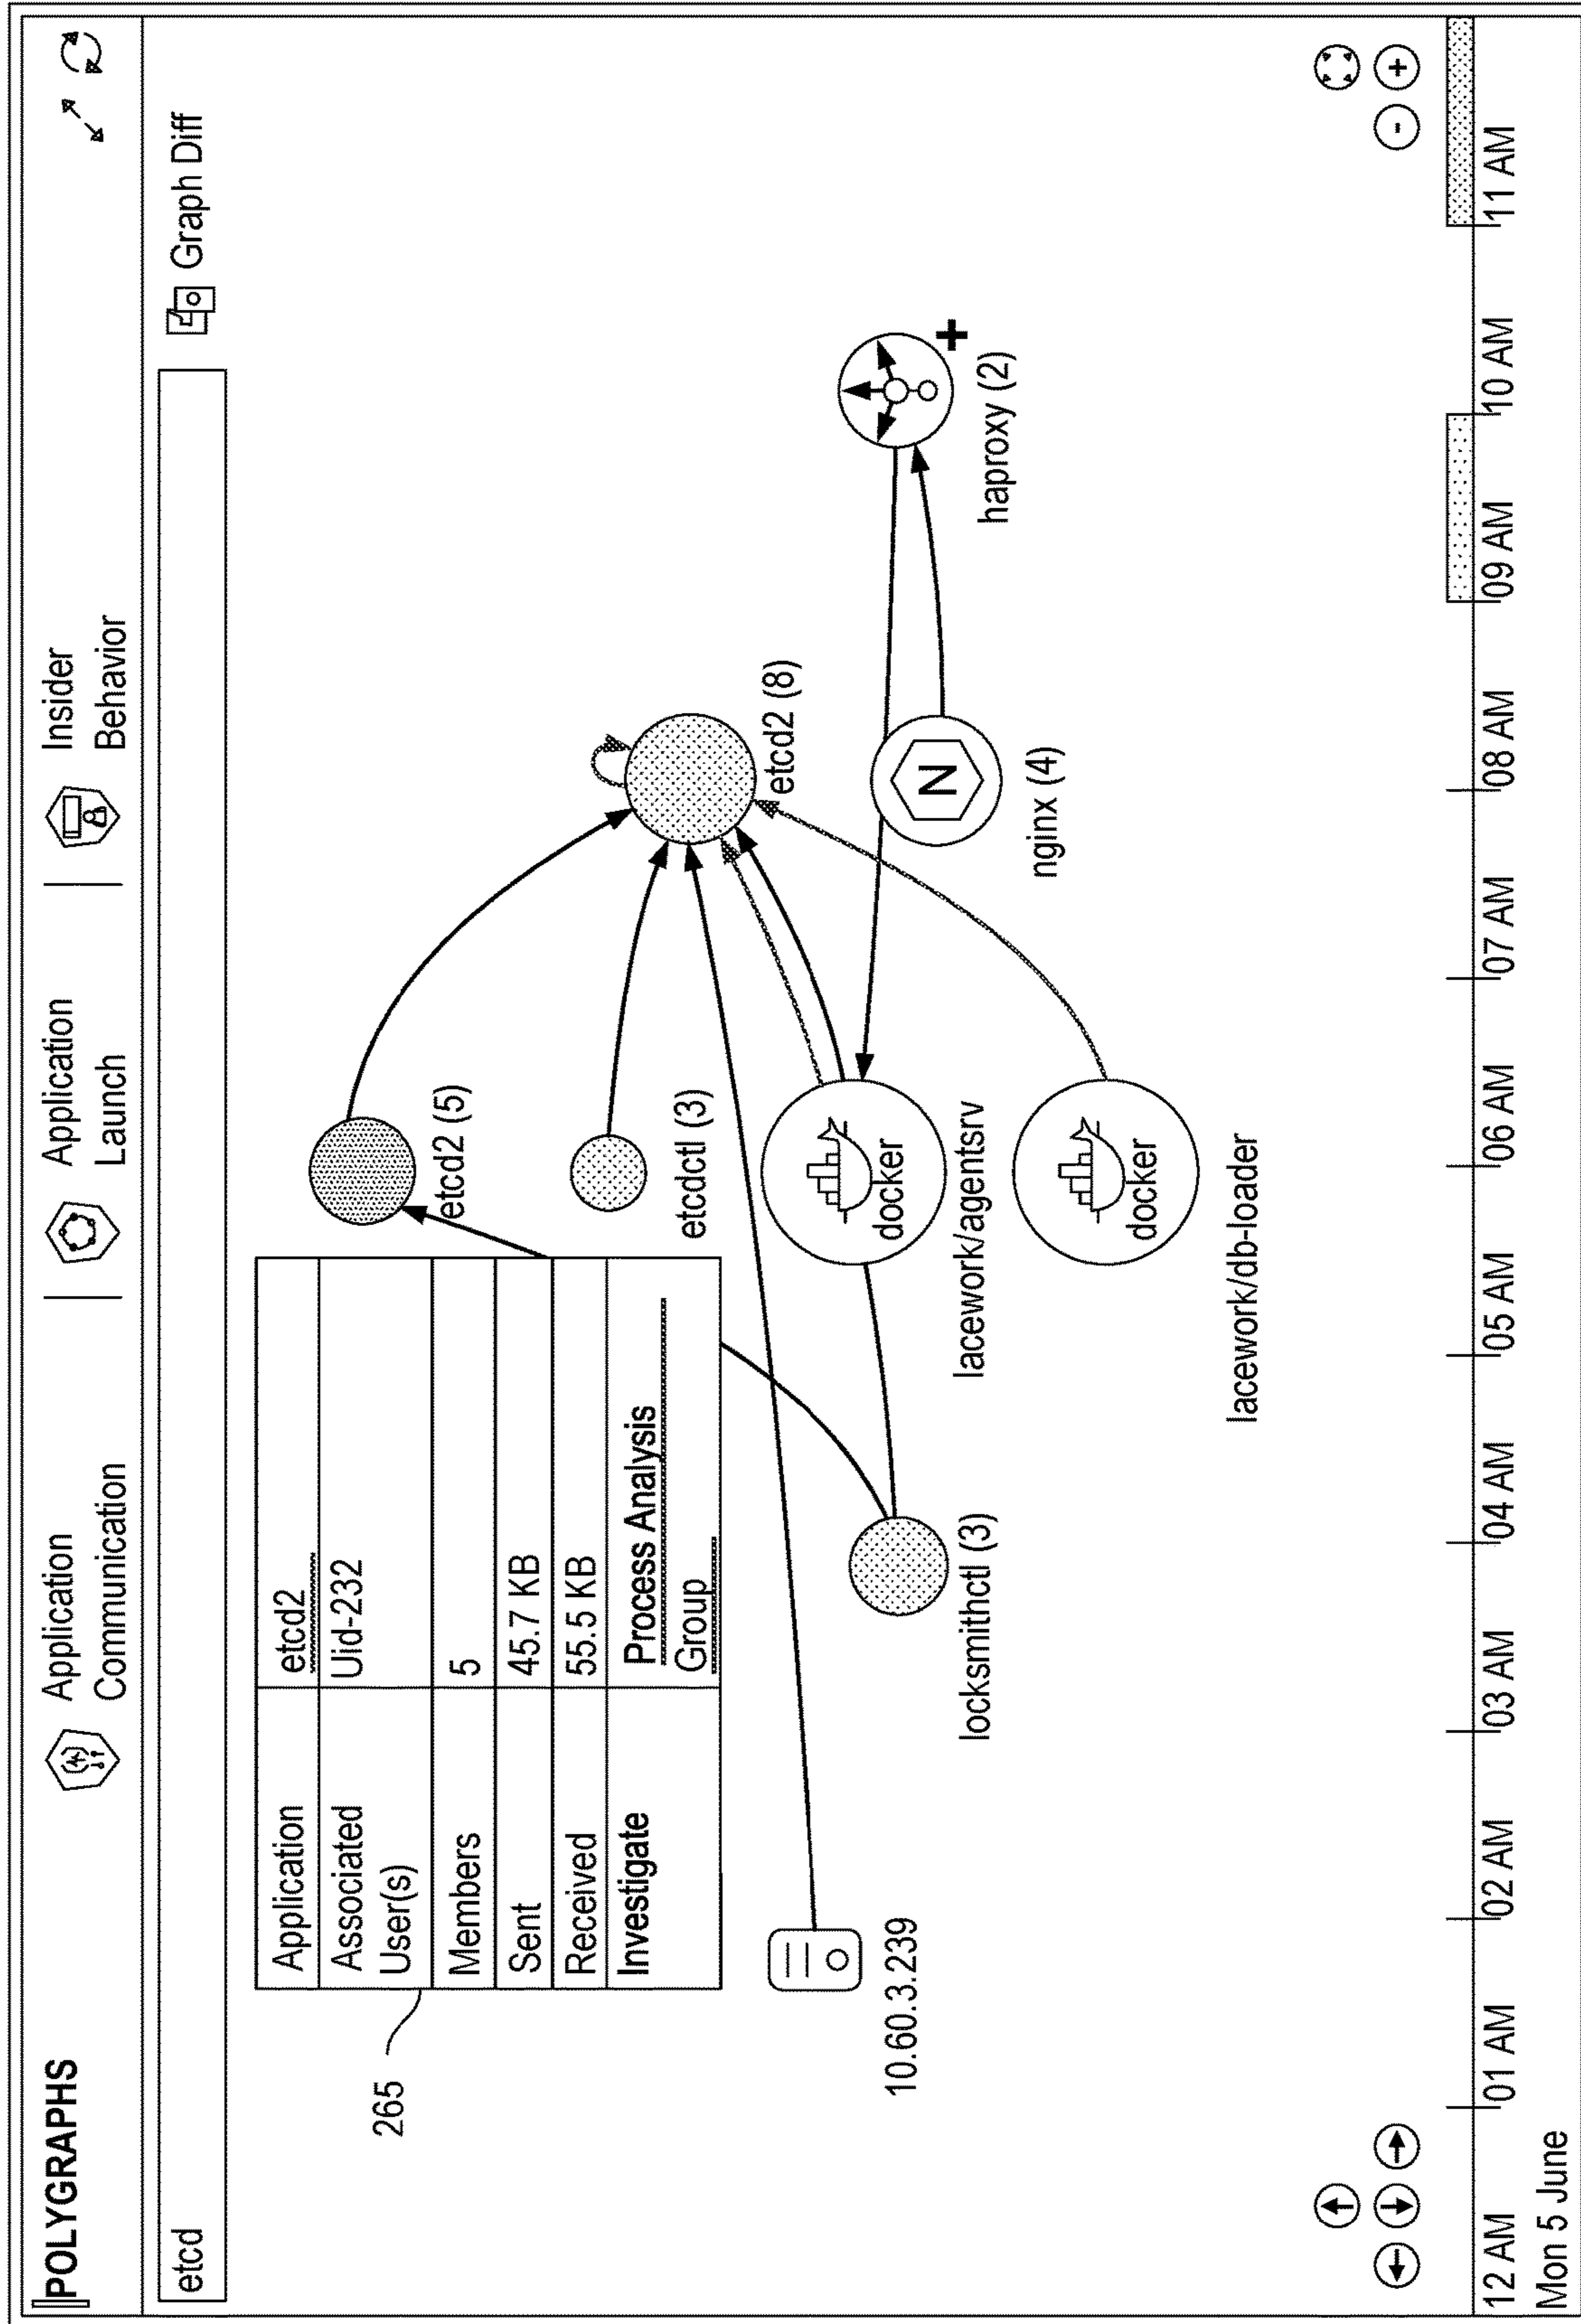 POLYGRAPHS
Application
Communication
Application
Launch
Insider
Behavior
etcd
Graph Diff
265
Application etcd2
Associated Uid-232
User(s)
Members 5
Sent 45.7 KB
Received 55.5 KB
Investigate Process Analysis
Group
etcd2 (5)
etcdctl (3)
etcd2 (8)
10.60.3.239
locksmithctl (3)
docker
lacework/agentsrv
docker
lacework/db-loader
N
nginx (4)
+
haproxy (2)
- +
12 AM 01 AM 02 AM 03 AM 04 AM 05 AM 06 AM 07 AM 08 AM 09 AM 10 AM 11 AM
Mon 5 June